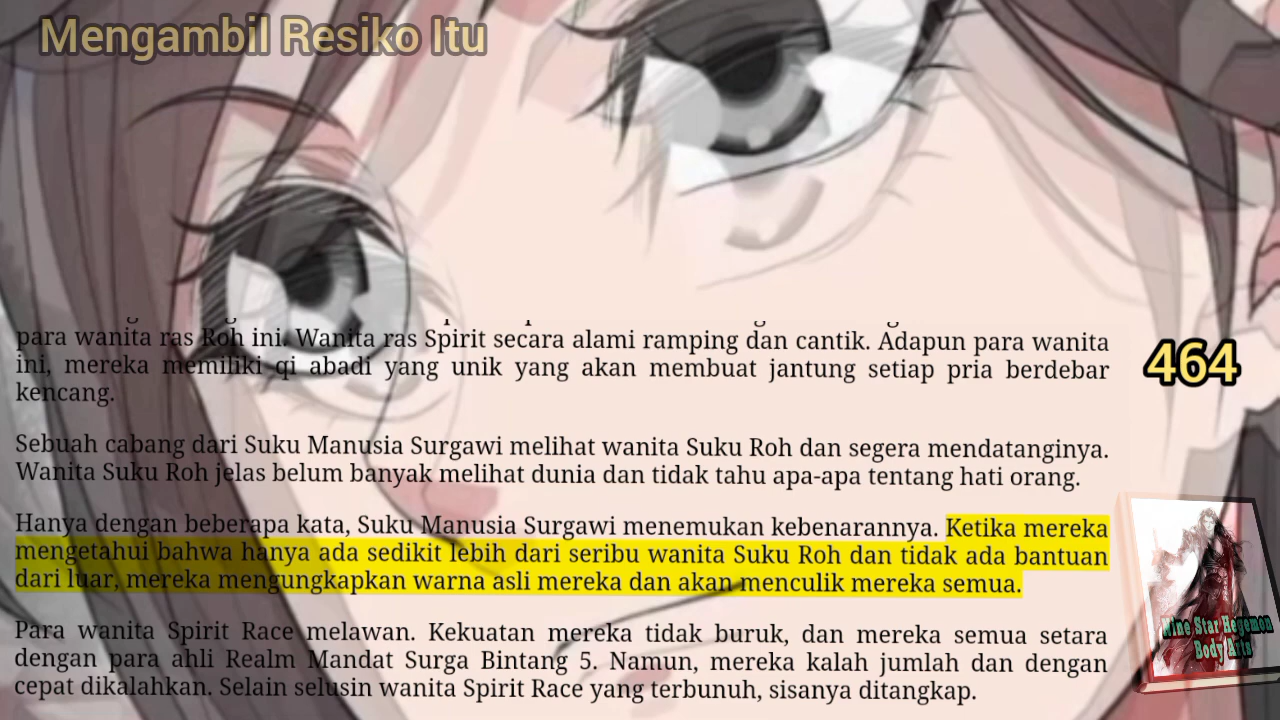 Mengambil Resiko Itu
para wanita ras Roh ini. Wanita ras Spirit secara alami ramping dan cantik. Adapun para wanita
ini, mereka memiliki qi abadi yang unik yang akan membuat jantung setiap pria berdebar
kencang.
464
Sebuah cabang dari Suku Manusia Surgawi melihat wanita Suku Roh dan segera mendatanginya.
Wanita Suku Roh jelas belum banyak melihat dunia dan tidak tahu apa-apa tentang hati orang.
Hanya dengan beberapa kata, Suku Manusia Surgawi menemukan kebenarannya. Ketika mereka
mengetahui bahwa hanya ada sedikit lebih dari seribu wanita Suku Roh dan tidak ada bantuan
dari luar, mereka mengungkapkan warna asli mereka dan akan menculik mereka semua.
Para wanita Spirit Race melawan. Kekuatan mereka tidak buruk, dan mereka semua setara
dengan para ahli Realm Mandat Surga Bintang 5. Namun, mereka kalah jumlah dan dengan
cepat dikalahkan. Selain selusin wanita Spirit Race yang terbunuh, sisanya ditangkap.
Nine Star Hegemon
Body Arts